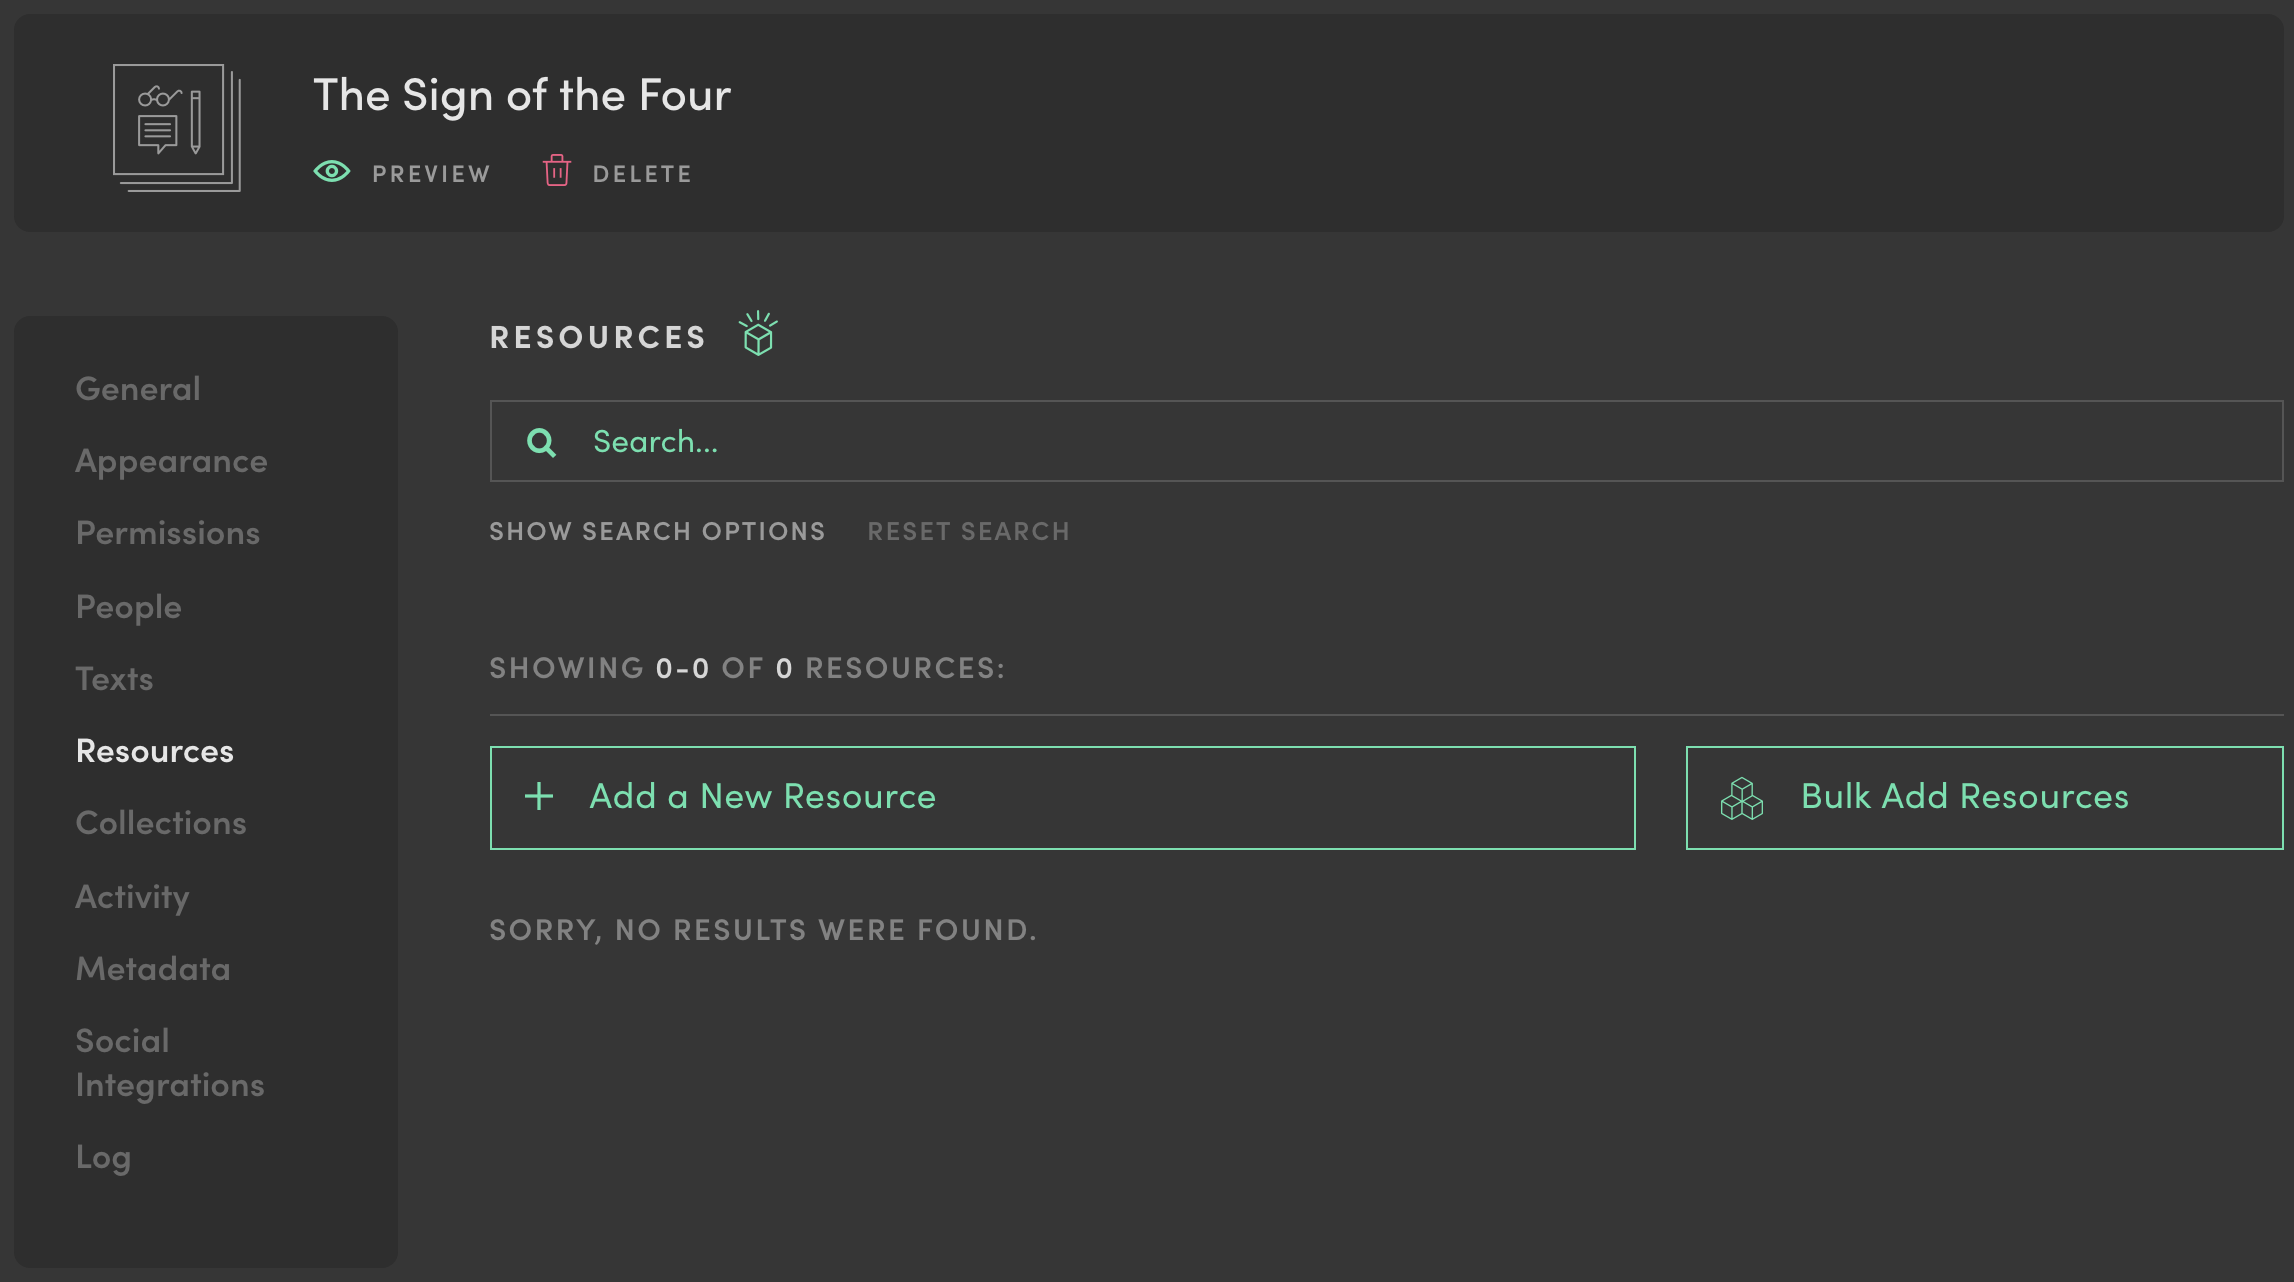 The Sign of the Four
PREVIEW DELETE
General
Appearance
Permissions
People
Texts
Resources
Collections
Activity
Metadata
Social
Integrations
Log
RESOURCES
Search...
SHOW SEARCH OPTIONS RESET SEARCH
SHOWING 0-0 OF 0 RESOURCES:
Add a New Resource
Bulk Add Resources
SORRY, NO RESULTS WERE FOUND.